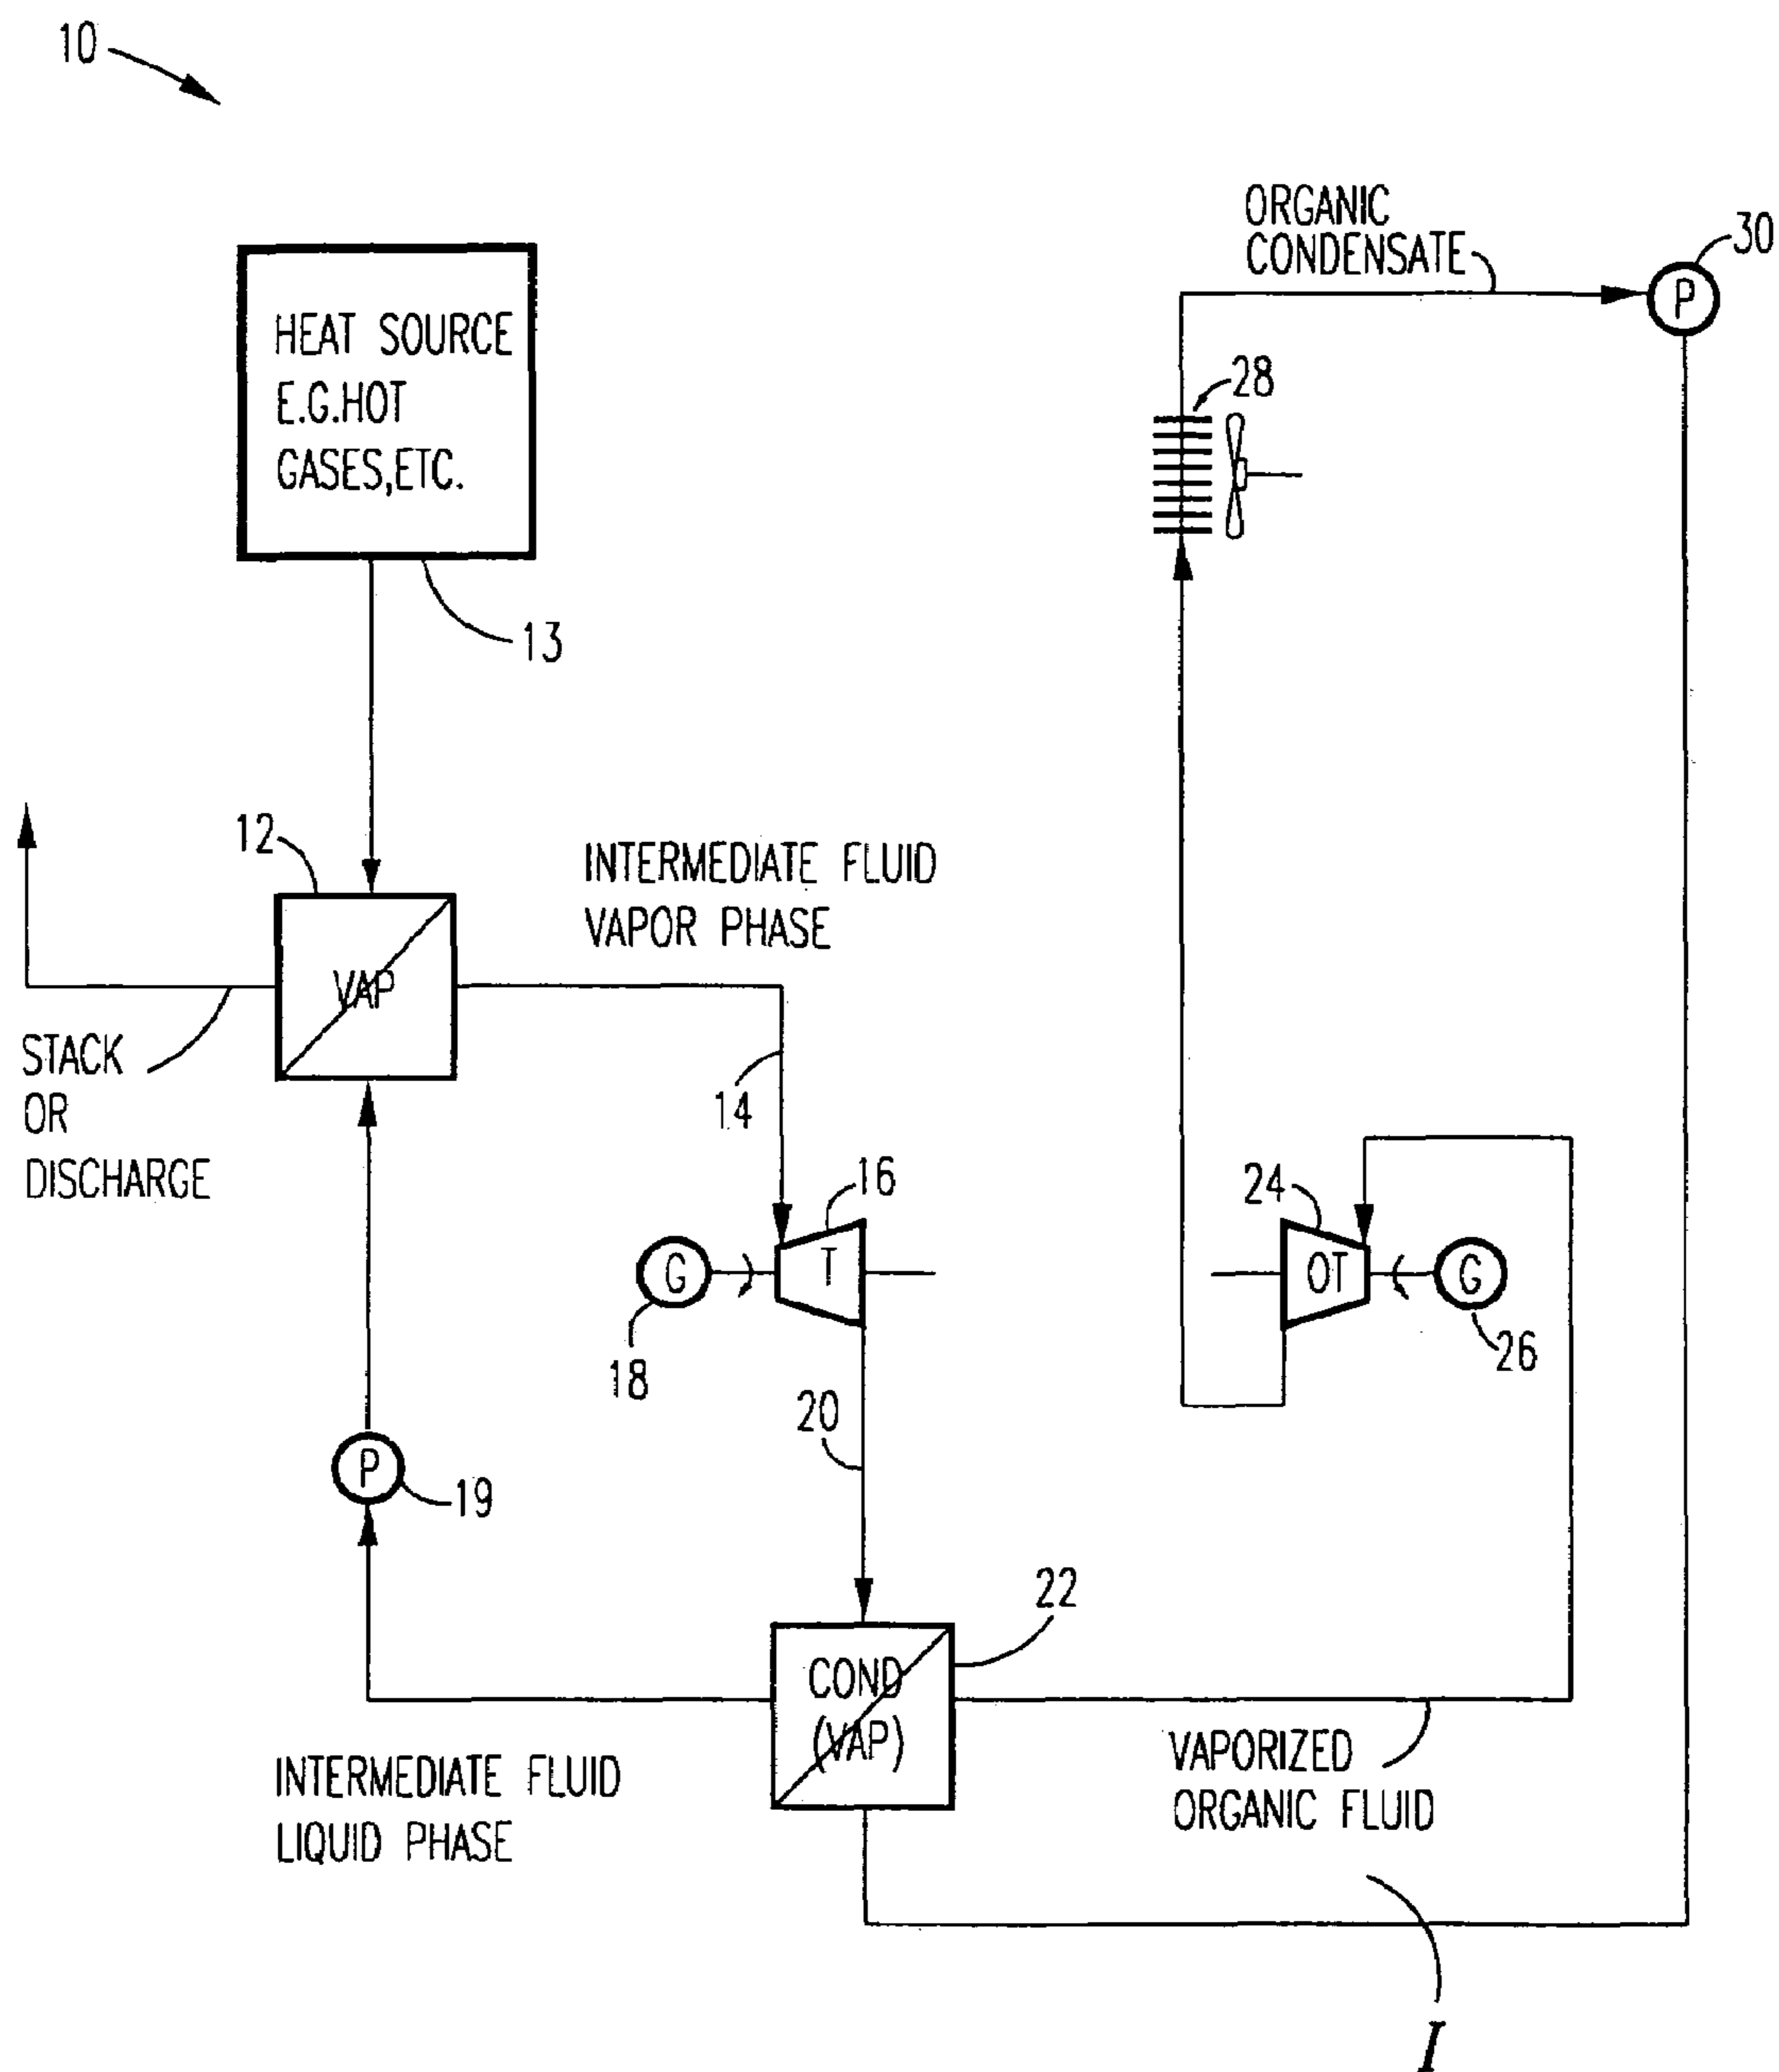 10
ORGANIC
CONDENSATE
30
P
HEAT SOURCE
E.G.HOT
GASES,ETC.
28
13
12
INTERMEDIATE FLUID
VAPOR PHASE
VAP
STACK
OR
DISCHARGE
14
16
24
G
T
OT
G
18
26
20
P
19
22
COND
(VAP)
INTERMEDIATE FLUID
LIQUID PHASE
VAPORIZED
ORGANIC FLUID
I